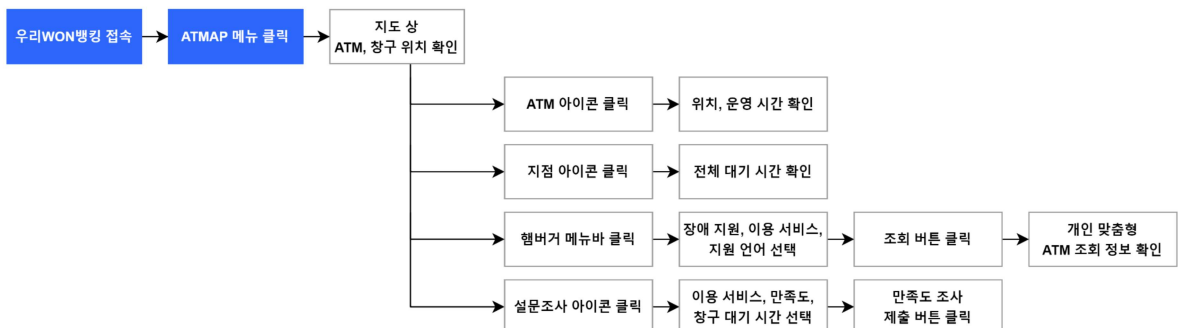 우리WON뱅킹 접속
ATMAP 메뉴 클릭
지도 상
ATM, 창구 위치 확인
ATM 아이콘 클릭
위치, 운영 시간 확인
지점 아이콘 클릭
전체 대기 시간 확인
햄버거 메뉴바 클릭
장애 지원, 이용 서비스,
지원 언어 선택
조회 버튼 클릭
개인 맞춤형
ATM 조회 정보 확인
설문조사 아이콘 클릭
이용 서비스, 만족도,
창구 대기 시간 선택
만족도 조사
제출 버튼 클릭